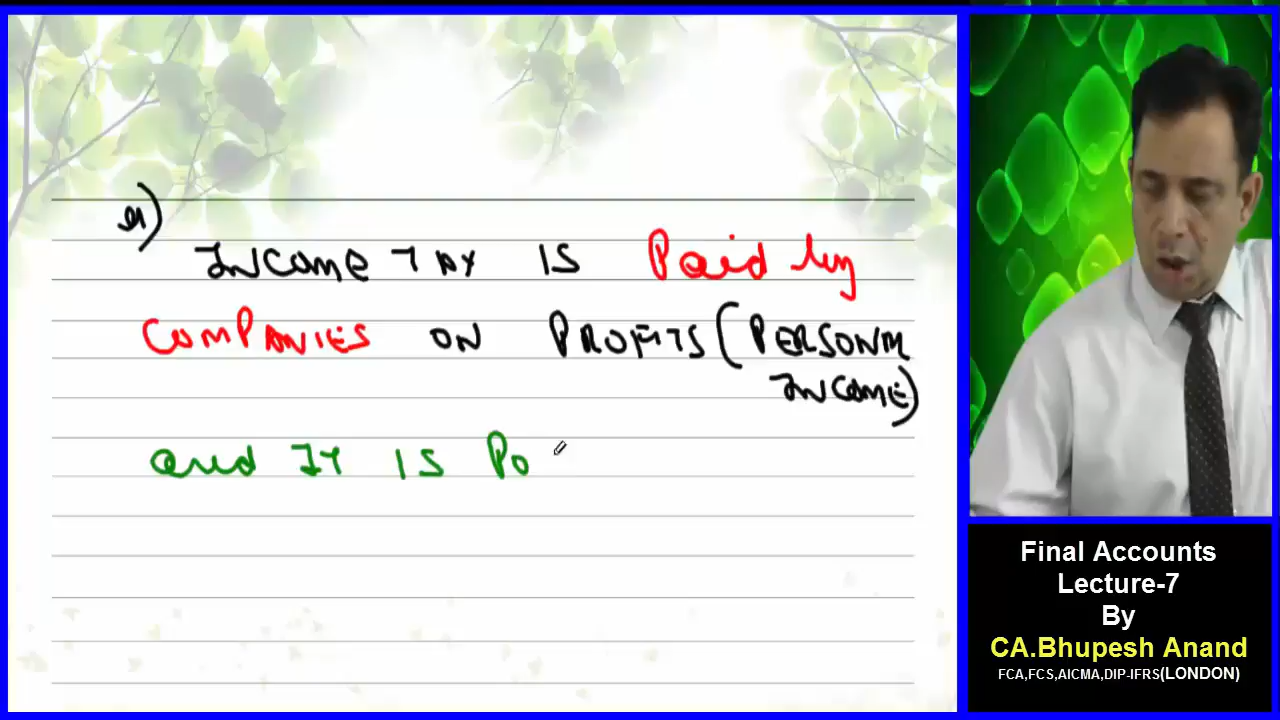 INCOME TAX IS Paid by
COMPANIES ON PROFITS (PERSONAL
INCOME)
and IT IS Po
Final Accounts
Lecture-7
By
CA.Bhupesh Anand
FCA,FCS,AICMA,DIP-IFRS(LONDON)